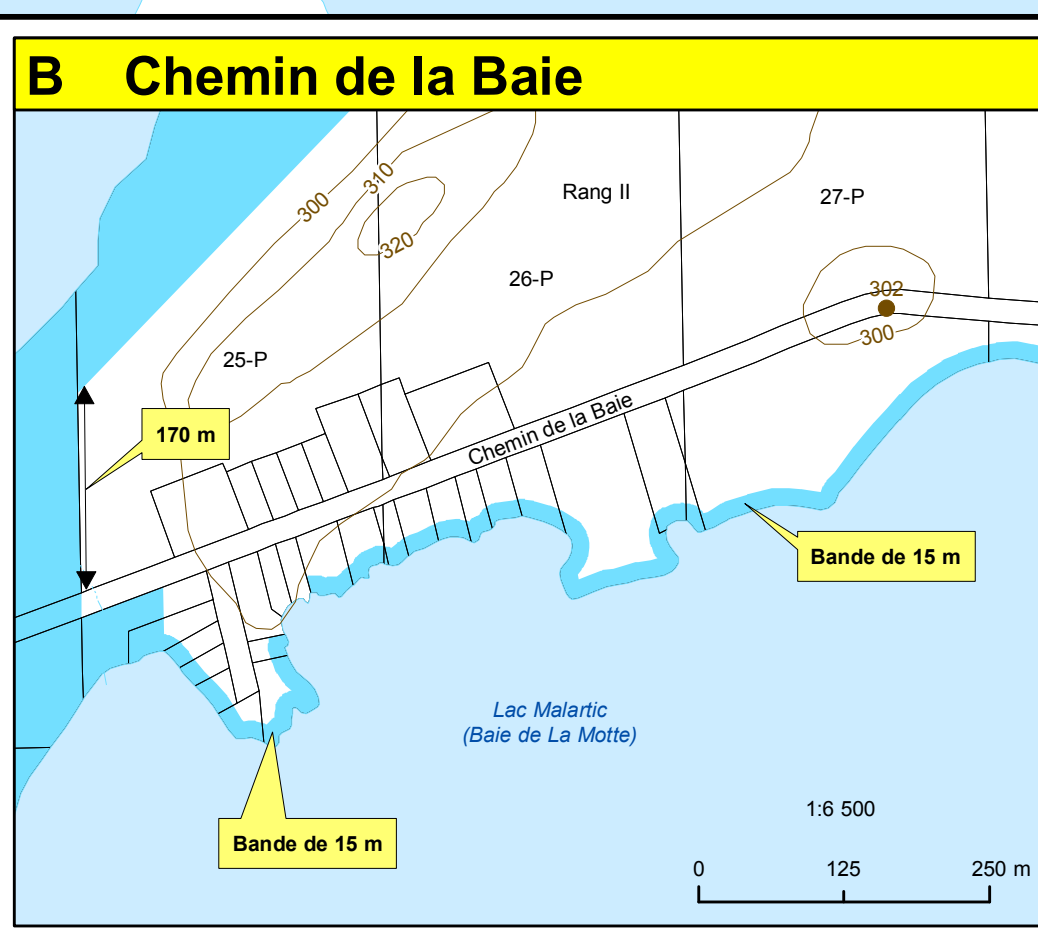 B Chemin de la Baie
300
310
320
Rang II
27-P
26-P
302
300
25-P
170 m
Chemin de la Baie
Bande de 15 m
Lac Malartic
(Baie de La Motte)
1:6 500
Bande de 15 m
0 125 250 m